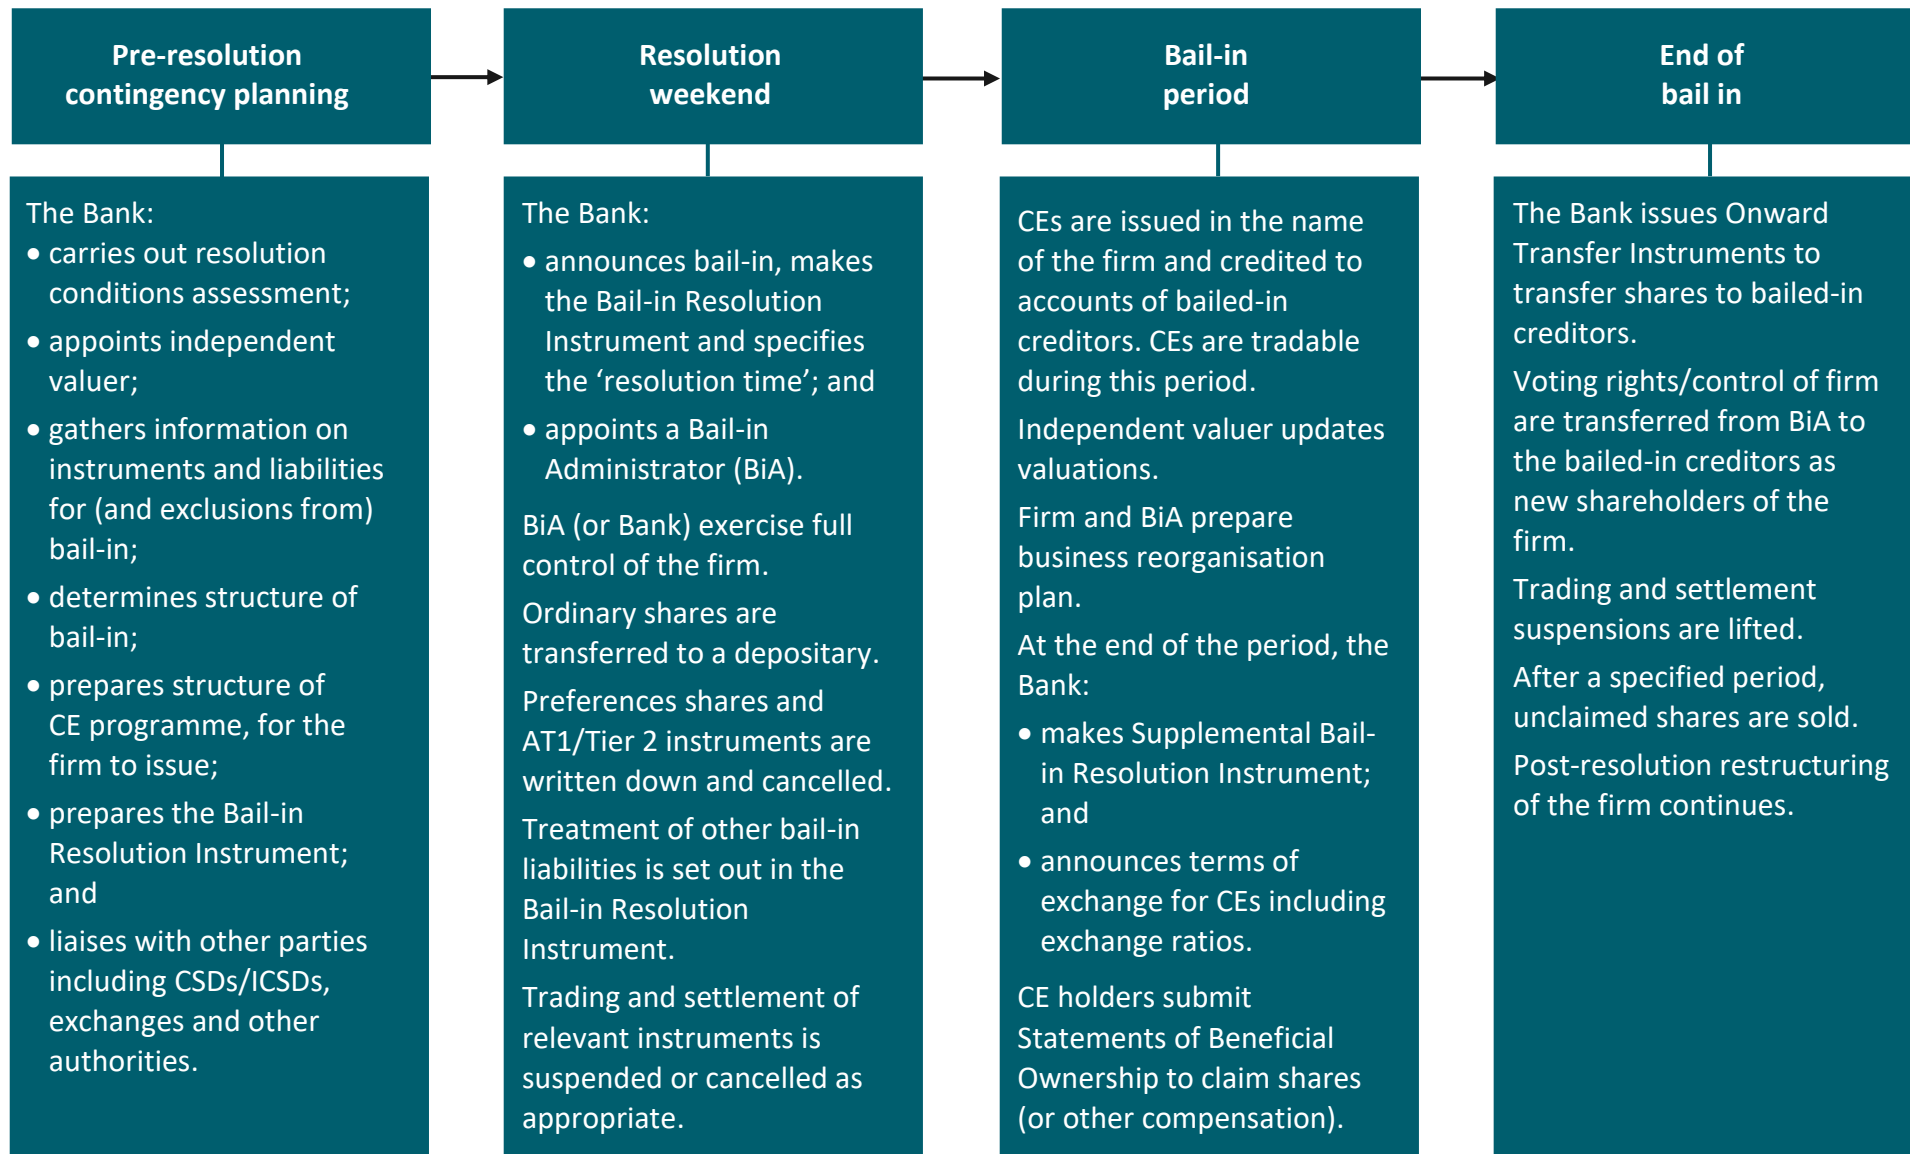 Pre-resolution
contingency planning
The Bank:
• carries out resolution
conditions assessment;
• appoints independent
valuer;
• gathers information on
instruments and liabilities
for (and exclusions from)
bail-in;
• determines structure of
bail-in;
• prepares structure of
CE programme, for the
firm to issue;
• prepares the Bail-in
Resolution Instrument;
and
• liaises with other parties
including CSDs/ICSDs,
exchanges and other
authorities.
Resolution
weekend
The Bank:
• announces bail-in, makes
the Bail-in Resolution
Instrument and specifies
the ‘resolution time’; and
• appoints a Bail-in
Administrator (BiA).
BiA (or Bank) exercise full
control of the firm.
Ordinary shares are
transferred to a depositary.
Preferences shares and
AT1/Tier 2 instruments are
written down and cancelled.
Treatment of other bail-in
liabilities is set out in the
Bail-in Resolution
Instrument.
Trading and settlement of
relevant instruments is
suspended or cancelled as
appropriate.
Bail-in
period
CEs are issued in the name
of the firm and credited to
accounts of bailed-in
creditors. CEs are tradable
during this period.
Independent valuer updates
valuations.
Firm and BiA prepare
business reorganisation
plan.
At the end of the period, the
Bank:
• makes Supplemental Bail-
in Resolution Instrument;
and
• announces terms of
exchange for CEs including
exchange ratios.
CE holders submit
Statements of Beneficial
Ownership to claim shares
(or other compensation).
End of
bail in
The Bank issues Onward
Transfer Instruments to
transfer shares to bailed-in
creditors.
Voting rights/control of firm
are transferred from BiA to
the bailed-in creditors as
new shareholders of the
firm.
Trading and settlement
suspensions are lifted.
After a specified period,
unclaimed shares are sold.
Post-resolution restructuring
of the firm continues.